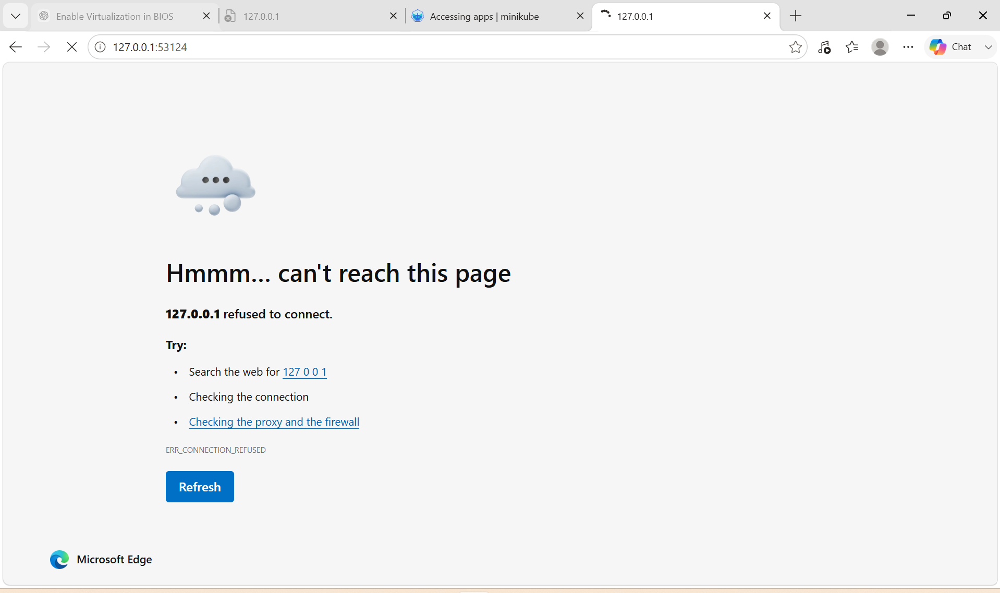 Enable Virtualization in BIOS
127.0.0.1
Accessing apps | minikube
127.0.0.1
127.0.0.1:53124
Chat
Hmmm... can't reach this page
127.0.0.1 refused to connect.
Try:
• Search the web for 127 0 0 1
• Checking the connection
• Checking the proxy and the firewall
ERR_CONNECTION_REFUSED
Refresh
Microsoft Edge